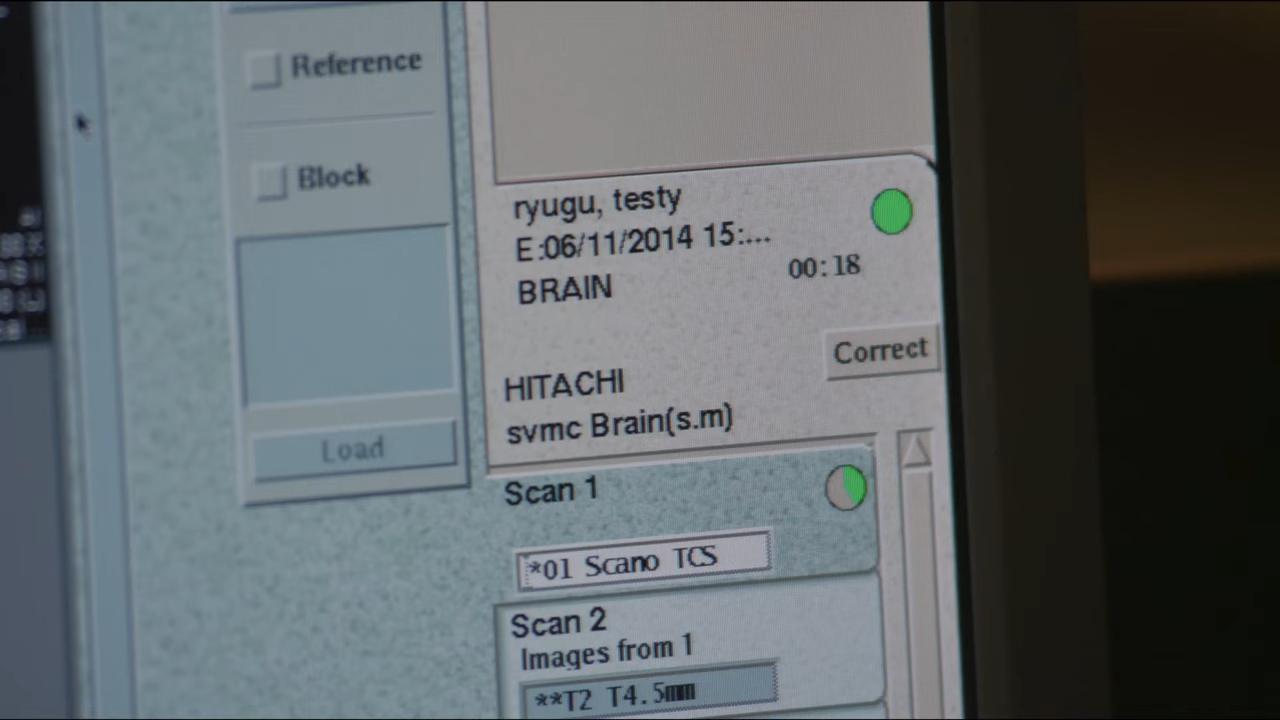 Reference
Block
Load
ryugu, testy
E:06/11/2014 15:...
00:18
BRAIN
Correct
HITACHI
svmc Brain(s.m)
Scan 1
*01 Scano TCS
Scan 2
Images from 1
**T2 T4.5mm